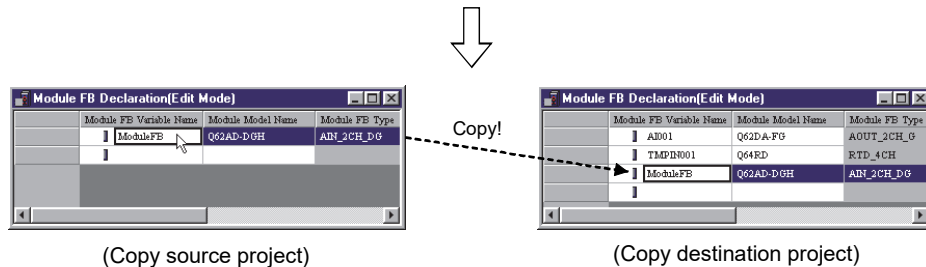 Module FB Declaration(Edit Mode)
Module FB Variable Name Module Model Name Module FB Type
ModuleFB Q62AD-DGH AIN_2CH_DG
Copy!
Module FB Declaration(Edit Mode)
Module FB Variable Name Module Model Name Module FB Type
AI001 Q62DA-FG AOUT_2CH_G
TMPIN001 Q64RD RTD_4CH
ModuleFB Q62AD-DGH AIN_2CH_DG
(Copy source project)
(Copy destination project)